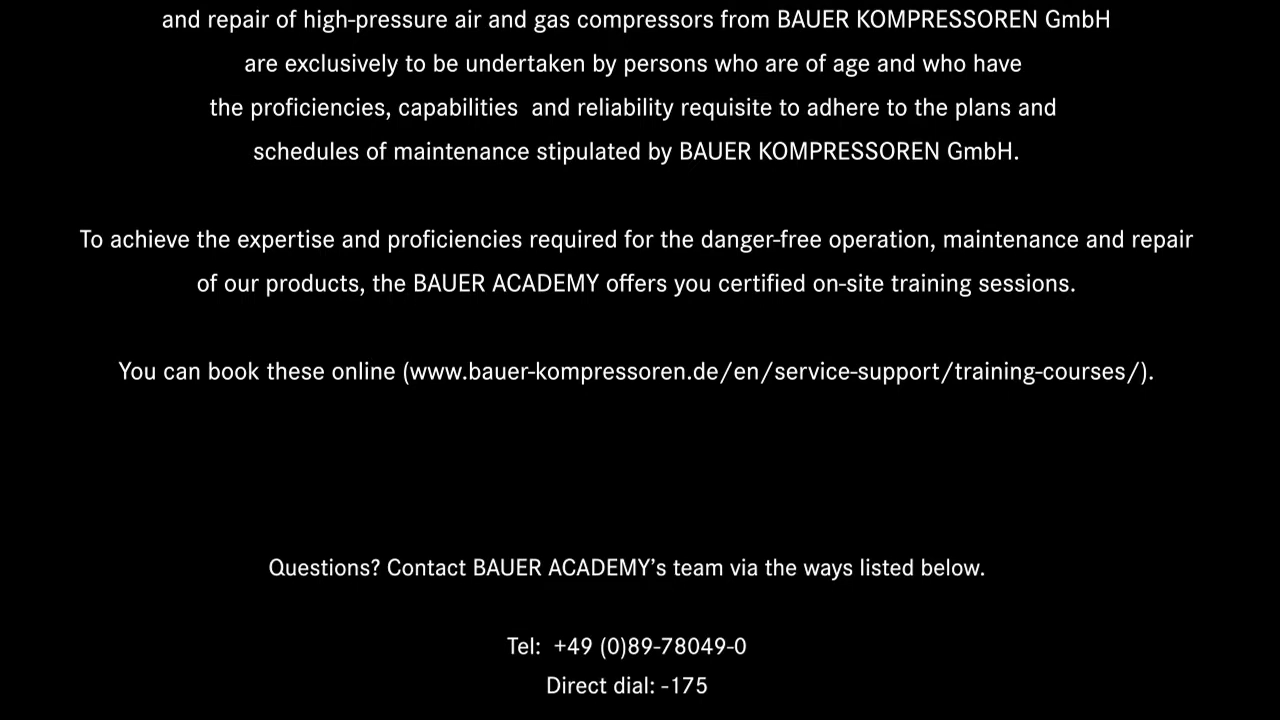 and repair of high-pressure air and gas compressors from BAUER KOMPRESSOREN GmbH
are exclusively to be undertaken by persons who are of age and who have
the proficiencies, capabilities  and reliability requisite to adhere to the plans and
schedules of maintenance stipulated by BAUER KOMPRESSOREN GmbH.
To achieve the expertise and proficiencies required for the danger-free operation, maintenance and repair
of our products, the BAUER ACADEMY offers you certified on-site training sessions.
You can book these online (www.bauer-kompressoren.de/en/service-support/training-courses/).
Questions? Contact BAUER ACADEMY’s team via the ways listed below.
Tel:  +49 (0)89-78049-0
Direct dial: -175